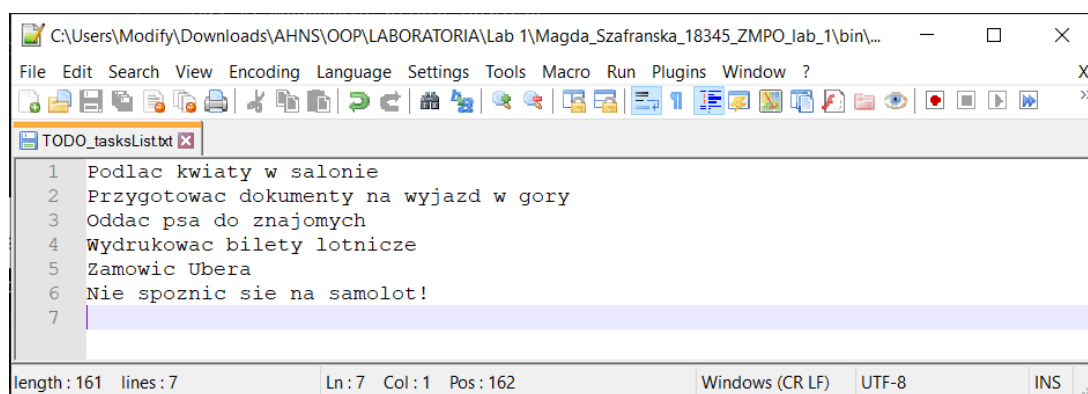 C:\Users\Modify\Downloads\AHNS\OOP\LABORATORIA\Lab 1\Magda_Szafranska_18345_ZMPO_lab_1\bin\...
File Edit Search View Encoding Language Settings Tools Macro Run Plugins Window ? X
TODO_tasksList.txt
1 Podlac kwiaty w salonie
2 Przygotowac dokumenty na wyjazd w gory
3 Oddac psa do znajomych
4 Wydrukowac bilety lotnicze
5 Zamowic Ubera
6 Nie spoznic sie na samolot!
7
length : 161 lines : 7 Ln : 7 Col : 1 Pos : 162 Windows (CR LF) UTF-8 INS